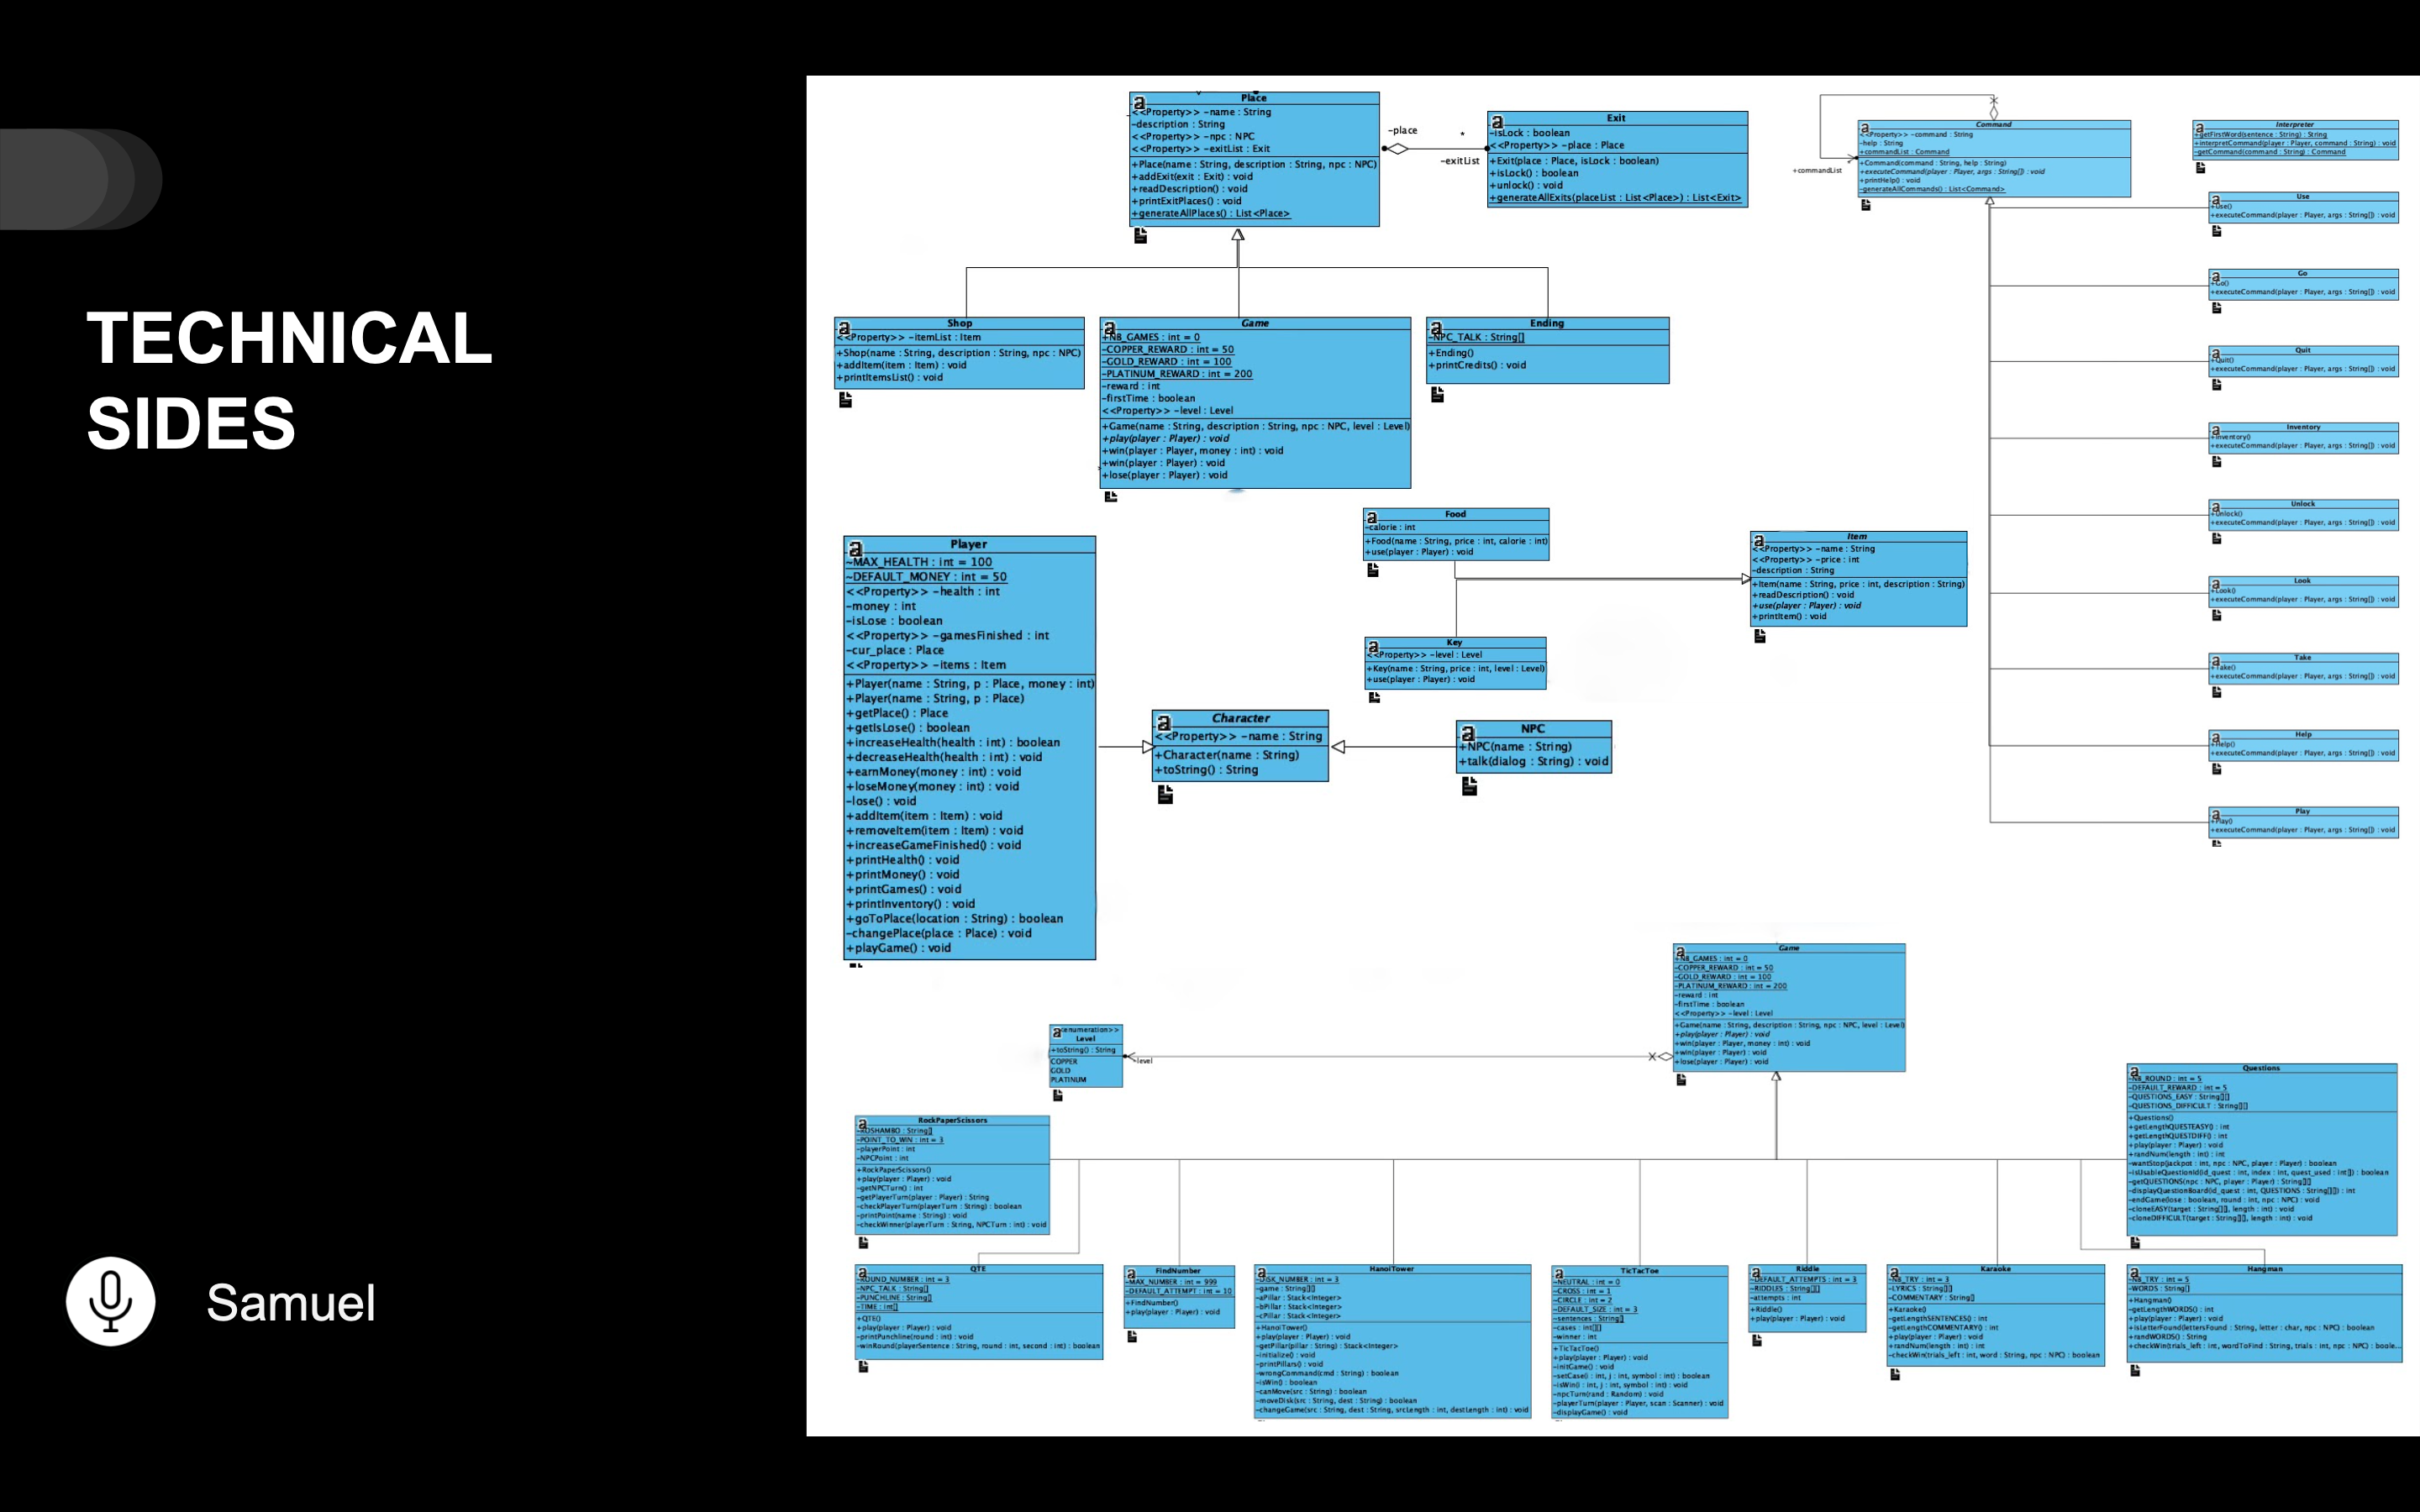 TECHNICAL
SIDES
Samuel
Place
<<Property>> -name : String
-description : String
<<Property>> -npc : NPC
<<Property>> -exitList : Exit
+Place(name : String, description : String, npc : NPC)
+addExit(exit : Exit) : void
+readDescription() : void
+printExitPlaces() : void
+generateAllPlaces() : List<Place>
-place
*
-exitList
Exit
-isLock : boolean
<<Property>> -place : Place
+Exit(place : Place, isLock : boolean)
+isLock() : boolean
+unlock() : void
+generateAllExits(placeList : List<Place>) : List<Exit>
Shop
<<Property>> -itemList : Item
+Shop(name : String, description : String, npc : NPC)
+addItem(item : Item) : void
+printItemsList() : void
Game
+NB_GAMES : int = 0
-COPPER_REWARD : int = 50
-GOLD_REWARD : int = 100
-PLATINUM_REWARD : int = 200
-reward : int
-firstTime : boolean
<<Property>> -level : Level
+Game(name : String, description : String, npc : NPC, level : Level)
+play(player : Player) : void
+win(player : Player, money : int) : void
+win(player : Player) : void
+lose(player : Player) : void
Ending
-NPC_TALK : String[]
+Ending()
+printCredits() : void
Command
<<Property>> -command : String
-help : String
+commandList : Command
+Command(command : String, help : String)
+executeCommand(player : Player, args : String[]) : void
+printHelp() : void
-generateAllCommands() : List<Command>
+commandList
Interpreter
+getFirstWord(sentence : String) : String
+interpretCommand(player : Player, command : String) : void
-getCommand(command : String) : Command
Use
+Use()
+executeCommand(player : Player, args : String[]) : void
Go
+Go()
+executeCommand(player : Player, args : String[]) : void
Quit
+Quit()
+executeCommand(player : Player, args : String[]) : void
Inventory
+Inventory()
+executeCommand(player : Player, args : String[]) : void
Unlock
+Unlock()
+executeCommand(player : Player, args : String[]) : void
Look
+Look()
+executeCommand(player : Player, args : String[]) : void
Take
+Take()
+executeCommand(player : Player, args : String[]) : void
Help
+Help()
+executeCommand(player : Player, args : String[]) : void
Play
+Play()
+executeCommand(player : Player, args : String[]) : void
Food
-calorie : int
+Food(name : String, price : int, calorie : int)
+use(player : Player) : void
Item
<<Property>> -name : String
<<Property>> -price : int
-description : String
+Item(name : String, price : int, description : String)
+readDescription() : void
+use(player : Player) : void
+printItem() : void
Key
<<Property>> -level : Level
+Key(name : String, price : int, level : Level)
+use(player : Player) : void
Player
~MAX_HEALTH : int = 100
~DEFAULT_MONEY : int = 50
<<Property>> -health : int
-money : int
-isLose : boolean
<<Property>> -gamesFinished : int
-cur_place : Place
<<Property>> -items : Item
+Player(name : String, p : Place, money : int)
+Player(name : String, p : Place)
+getPlace() : Place
+getIsLose() : boolean
+increaseHealth(health : int) : boolean
+decreaseHealth(health : int) : void
+earnMoney(money : int) : void
+loseMoney(money : int) : void
-lose() : void
+addItem(item : Item) : void
+removeItem(item : Item) : void
+increaseGameFinished() : void
+printHealth() : void
+printMoney() : void
+printGames() : void
+printInventory() : void
+goToPlace(location : String) : boolean
-changePlace(place : Place) : void
+playGame() : void
Character
<<Property>> -name : String
+Character(name : String)
+toString() : String
NPC
+NPC(name : String)
+talk(dialog : String) : void
Game
+NB_GAMES : int = 0
-COPPER_REWARD : int = 50
-GOLD_REWARD : int = 100
-PLATINUM_REWARD : int = 200
-reward : int
-firstTime : boolean
<<Property>> -level : Level
+Game(name : String, description : String, npc : NPC, level : Level)
+play(player : Player) : void
+win(player : Player, money : int) : void
+win(player : Player) : void
+lose(player : Player) : void
<<enumeration>>
Level
+toString() : String
COPPER
GOLD
PLATINUM
-level
RockPaperScissors
-ROSHAMBO : String[]
-POINT_TO_WIN : int = 3
-playerPoint : int
-NPCPoint : int
+RockPaperScissors()
+play(player : Player) : void
-getNPCTurn() : int
-getPlayerTurn(player : Player) : String
-checkPlayerTurn(playerTurn : String) : boolean
-printPoint(name : String) : void
-checkWinner(playerTurn : String, NPCTurn : int) : void
Questions
-NB_ROUND : int = 5
-DEFAULT_REWARD : int = 5
-QUESTIONS_EASY : String[][]
-QUESTIONS_DIFFICULT : String[][]
+Questions()
+getLengthQUESTEASY() : int
+getLengthQUESTDIFF() : int
+play(player : Player) : void
+randNum(length : int) : int
-wantStop(jackpot : int, npc : NPC, player : Player) : boolean
-isUsableQuestionId(id_quest : int, index : int, quest_used : int[]) : boolean
-getQUESTIONS(npc : NPC, player : Player) : String[][]
-displayQuestionBoard(id_quest : int, QUESTIONS : String[][]) : int
-endGame(lose : boolean, round : int, npc : NPC) : void
-cloneEASY(target : String[][], length : int) : void
-cloneDIFFICULT(target : String[][], length : int) : void
QTE
-ROUND_NUMBER : int = 3
-NPC_TALK : String[]
-PUNCHLINE : String[]
-TIME : int[]
+QTE()
+play(player : Player) : void
-printPunchline(round : int) : void
-winRound(playerSentence : String, round : int, second : int) : boolean
FindNumber
-MAX_NUMBER : int = 999
-DEFAULT_ATTEMPT : int = 10
+FindNumber()
+play(player : Player) : void
HanoiTower
-DISK_NUMBER : int = 3
-game : String[][]
-aPillar : Stack<Integer>
-bPillar : Stack<Integer>
-cPillar : Stack<Integer>
+HanoiTower()
+play(player : Player) : void
-getPillar(pillar : String) : Stack<Integer>
-initialize() : void
-printPillars() : void
-wrongCommand(cmd : String) : boolean
-isWin() : boolean
-canMove(src : String) : boolean
-moveDisk(src : String, dest : String) : boolean
-changeGame(src : String, dest : String, srcLength : int, destLength : int) : void
TicTacToe
-NEUTRAL : int = 0
-CROSS : int = 1
-CIRCLE : int = 2
-DEFAULT_SIZE : int = 3
-sentences : String[]
-cases : int[][]
-winner : int
+TicTacToe()
+play(player : Player) : void
-initGame() : void
-setCase(i : int, j : int, symbol : int) : boolean
-isWin(i : int, j : int, symbol : int) : void
-npcTurn(rand : Random) : void
-playerTurn(player : Player, scan : Scanner) : void
-displayGame() : void
Riddle
-DEFAULT_ATTEMPTS : int = 3
-RIDDLES : String[][]
-attempts : int
+Riddle()
+play(player : Player) : void
Karaoke
-NB_TRY : int = 3
-LYRICS : String[][]
-COMMENTARY : String[]
+Karaoke()
-getLengthSENTENCES() : int
-getLengthCOMMENTARY() : int
+play(player : Player) : void
+randNum(length : int) : int
-checkWin(trials_left : int, word : String, npc : NPC) : boolean
Hangman
-NB_TRY : int = 5
-WORDS : String[]
+Hangman()
-getLengthWORDS() : int
+play(player : Player) : void
+isLetterFound(lettersFound : String, letter : char, npc : NPC) : boolean
+randWORDS() : String
+checkWin(trials_left : int, wordToFind : String, trials : int, npc : NPC) : boole...